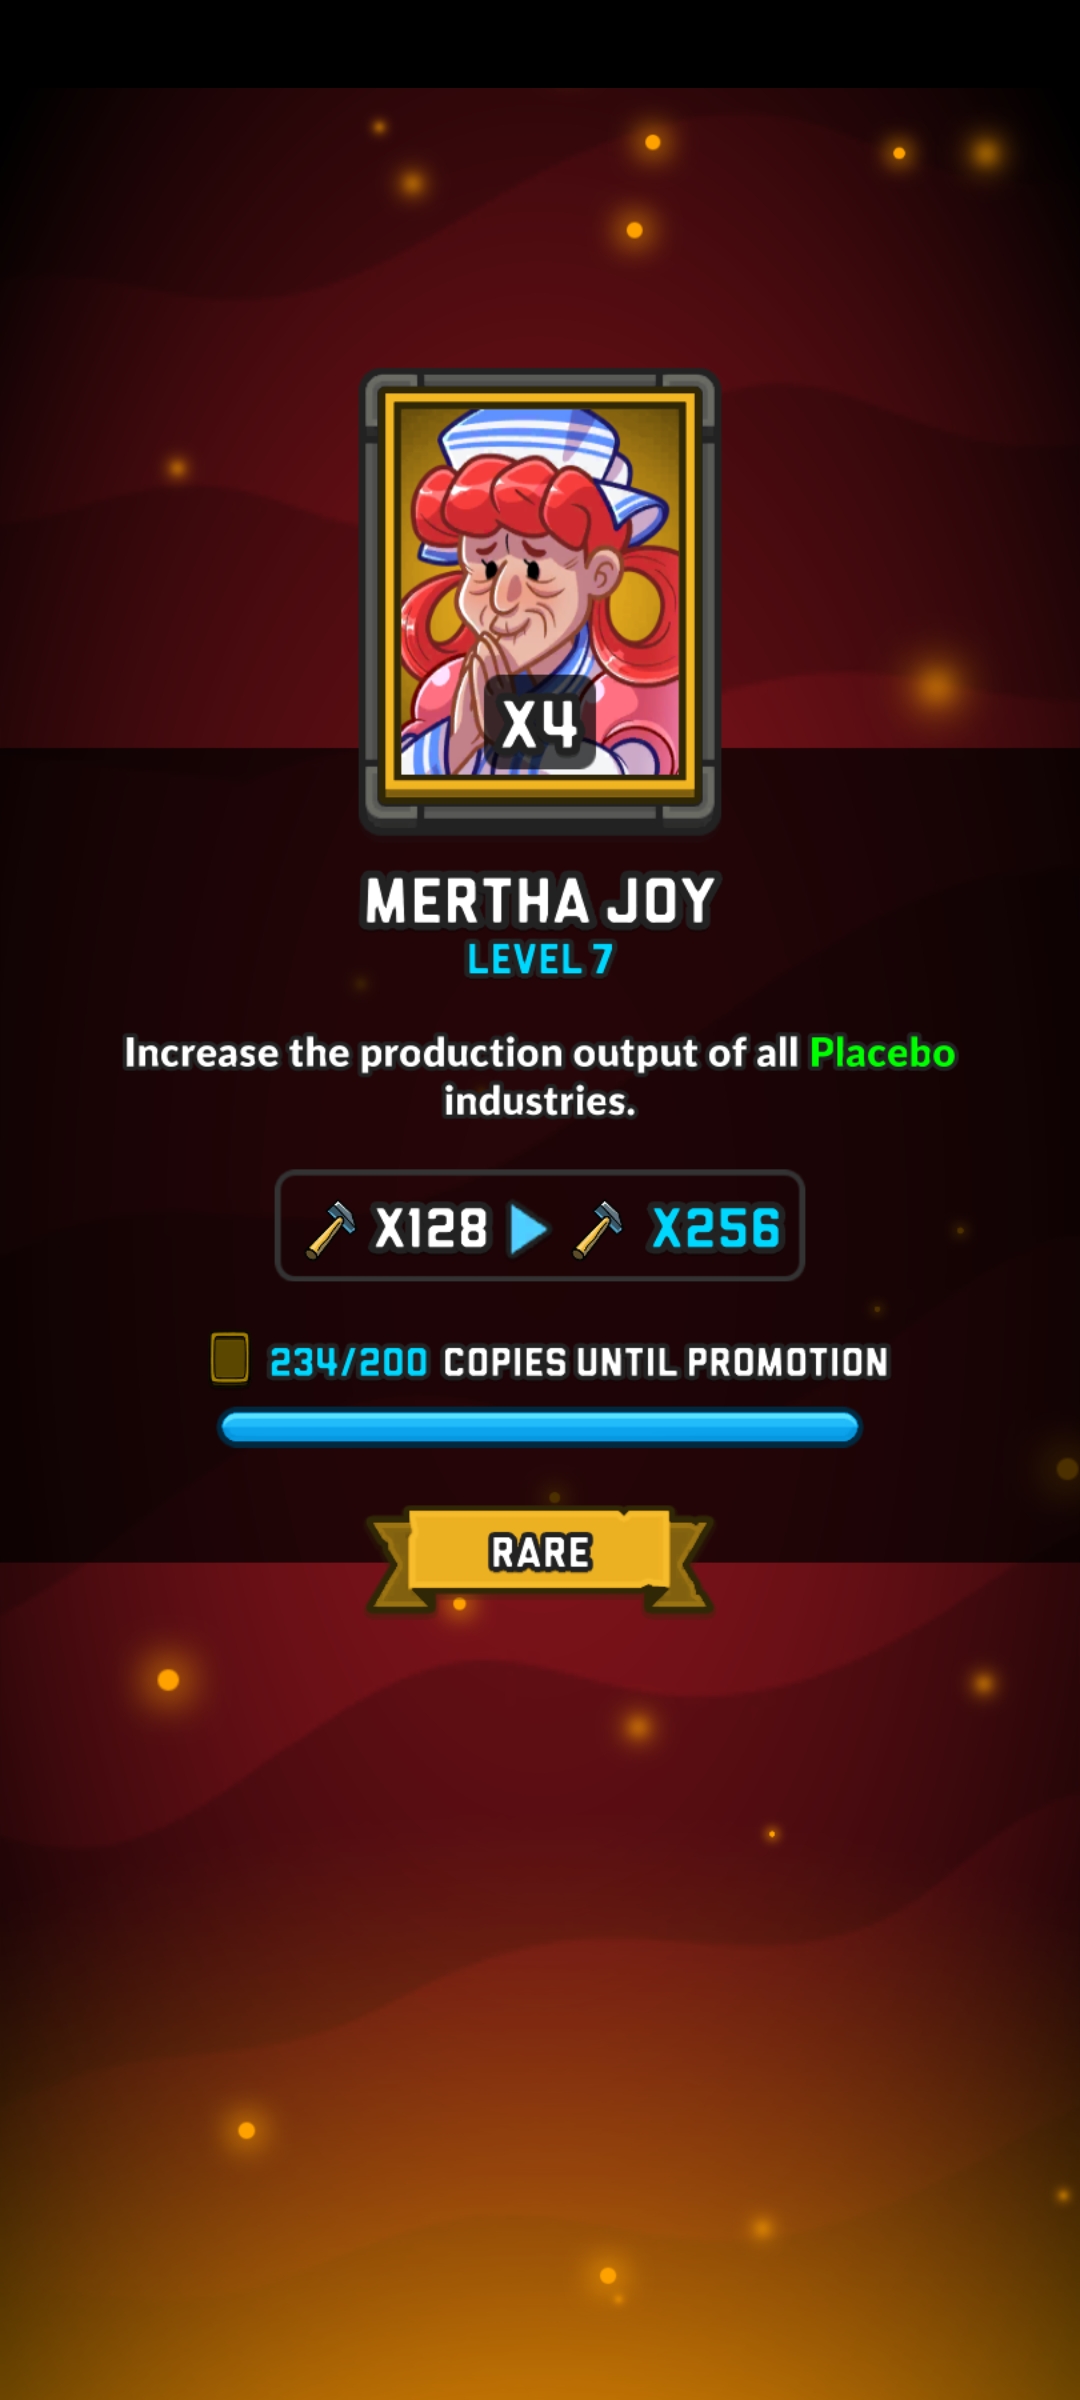 X4
MERTHA JOY
LEVEL 7
Increase the production output of all Placebo
industries.
X128 X256
234/200 COPIES UNTIL PROMOTION
RARE